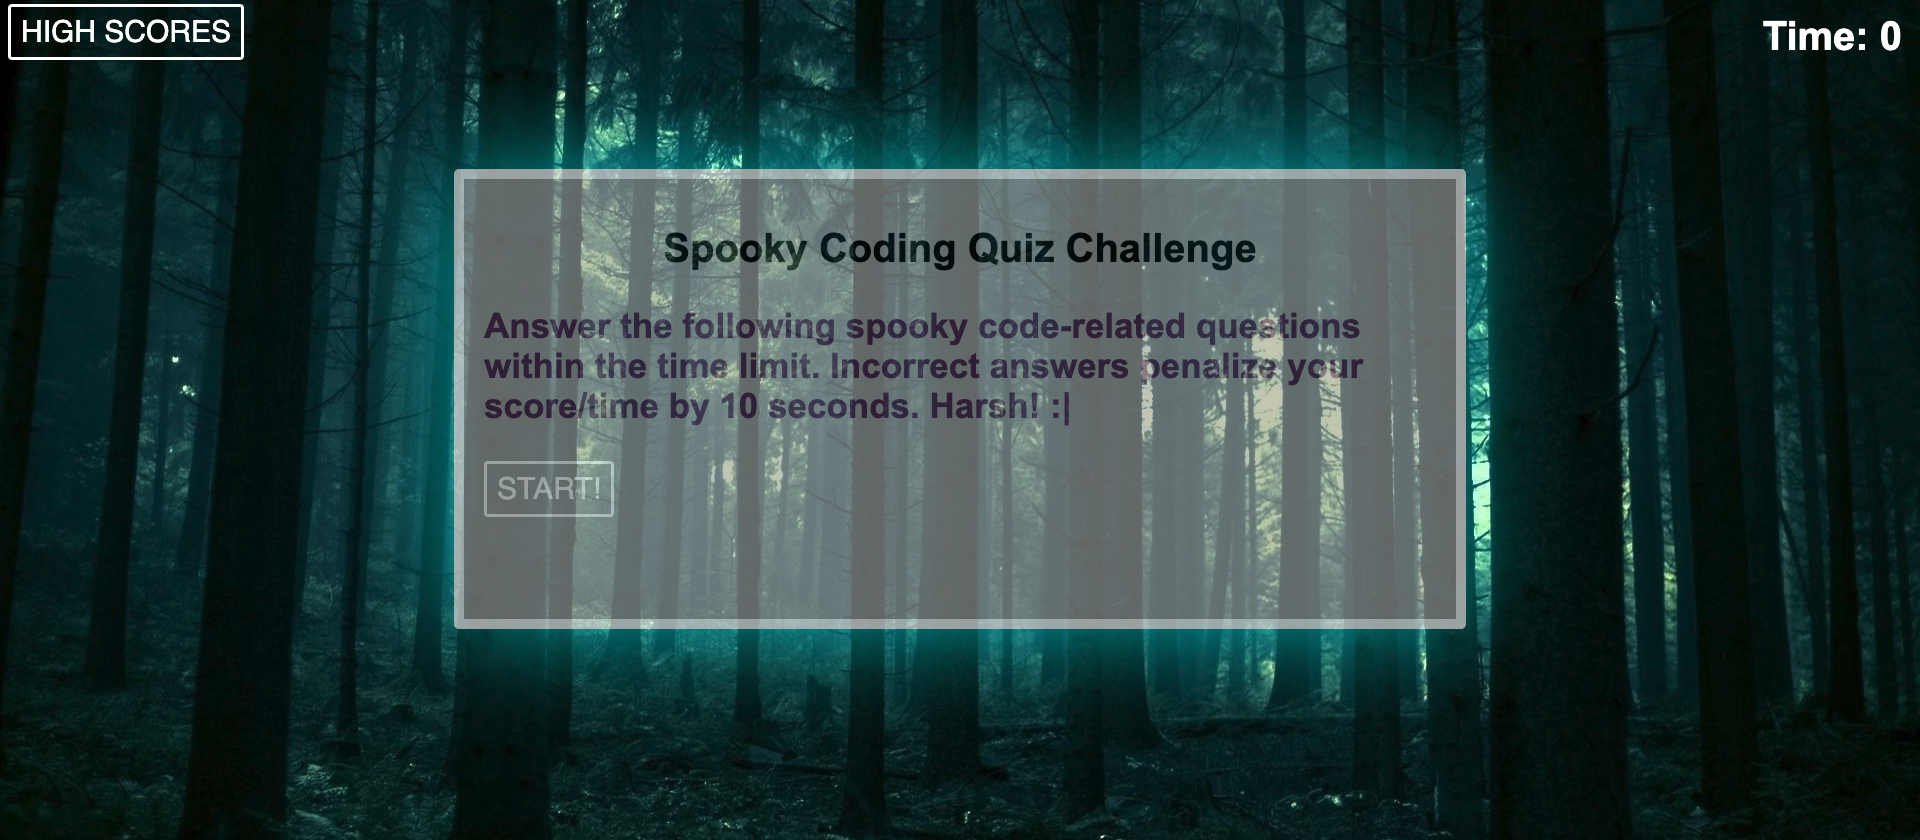 HIGH SCORES
Time: 0
Spooky Coding Quiz Challenge
Answer the following spooky code-related questions
within the time limit. Incorrect answers penalize your
score/time by 10 seconds. Harsh! :|
START!